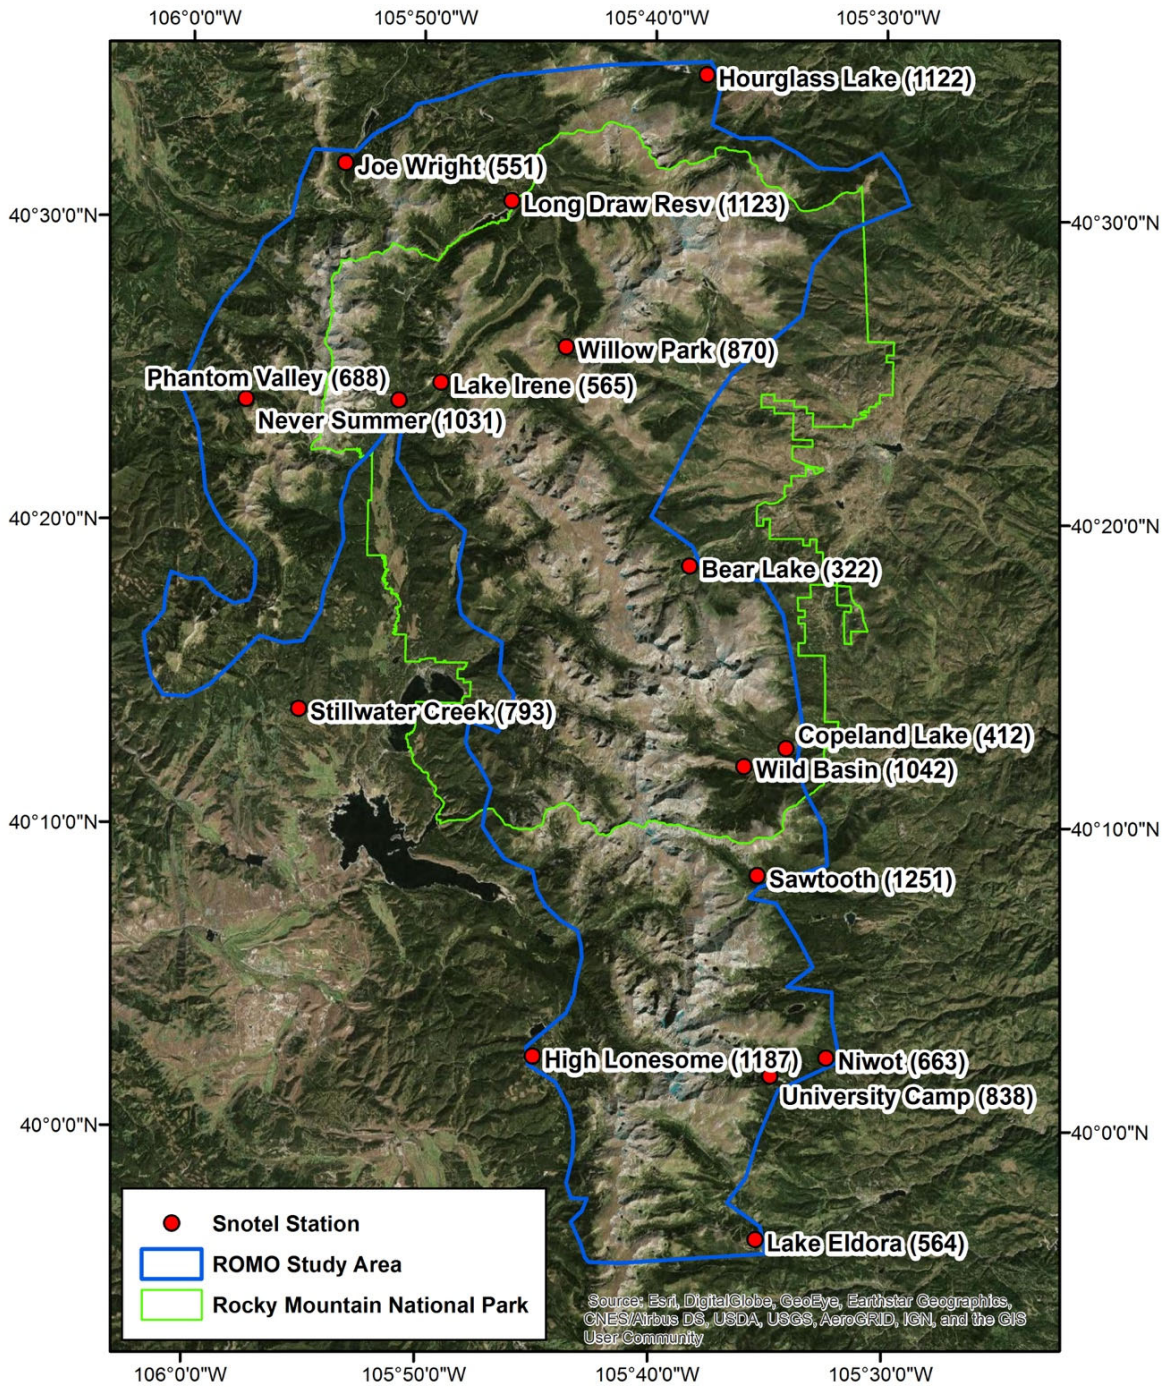 106°0'0"W
105°50'0"W
105°40'0"W
105°30'0"W
Hourglass Lake (1122)
Joe Wright (551)
Long Draw Resv (1123)
40°30'0"N
40°30'0"N
Willow Park (870)
Phantom Valley (688)
Lake Irene (565)
Never Summer (1031)
40°20'0"N
40°20'0"N
Bear Lake (322)
Stillwater Creek (793)
Copeland Lake (412)
Wild Basin (1042)
40°10'0"N
40°10'0"N
Sawtooth (1251)
High Lonesome (1187)
Niwot (663)
University Camp (838)
40°0'0"N
40°0'0"N
Snotel Station
ROMO Study Area
Rocky Mountain National Park
Lake Eldora (564)
Source: Esri, DigitalGlobe, GeoEye, Earthstar Geographics,
CNES/Airbus DS, USDA, USGS, AeroGRID, IGN, and the GIS
User Community
106°0'0"W
105°50'0"W
105°40'0"W
105°30'0"W